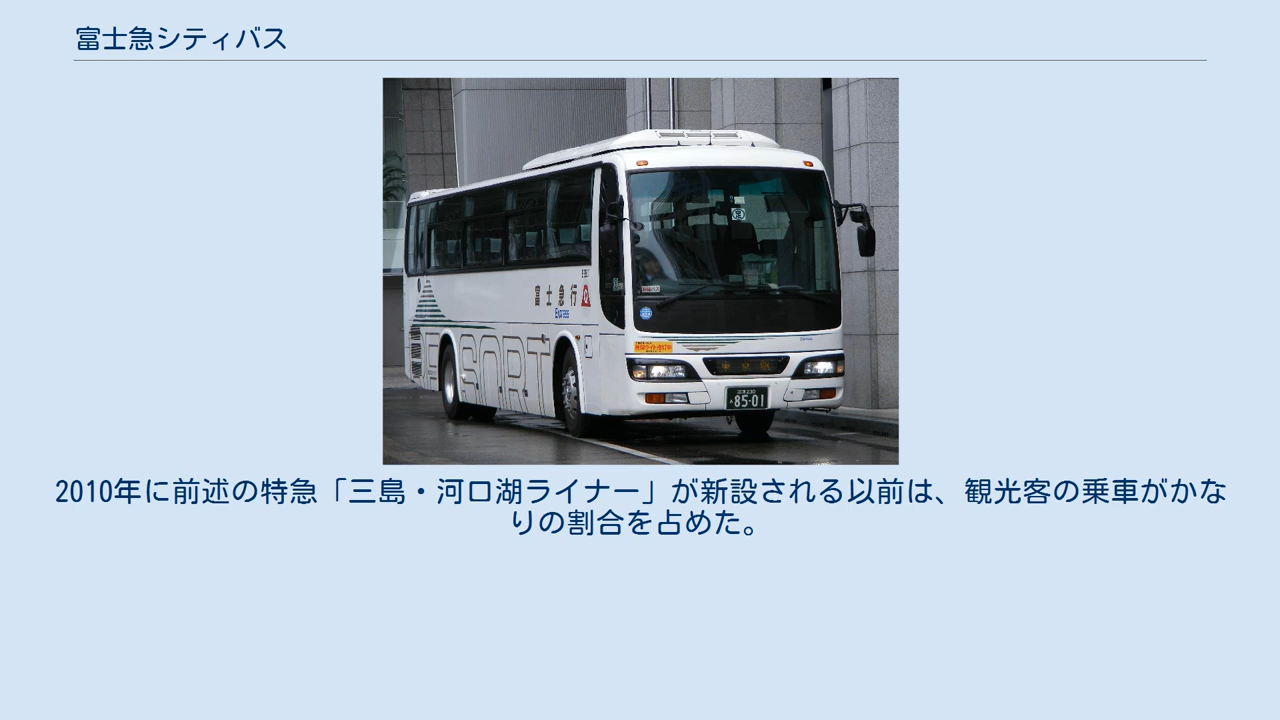 富士急シティバス
富士急行
Express
RESORT
85-01
2010年に前述の特急「三島・河口湖ライナー」が新設される以前は、観光客の乗車がかな
りの割合を占めた。